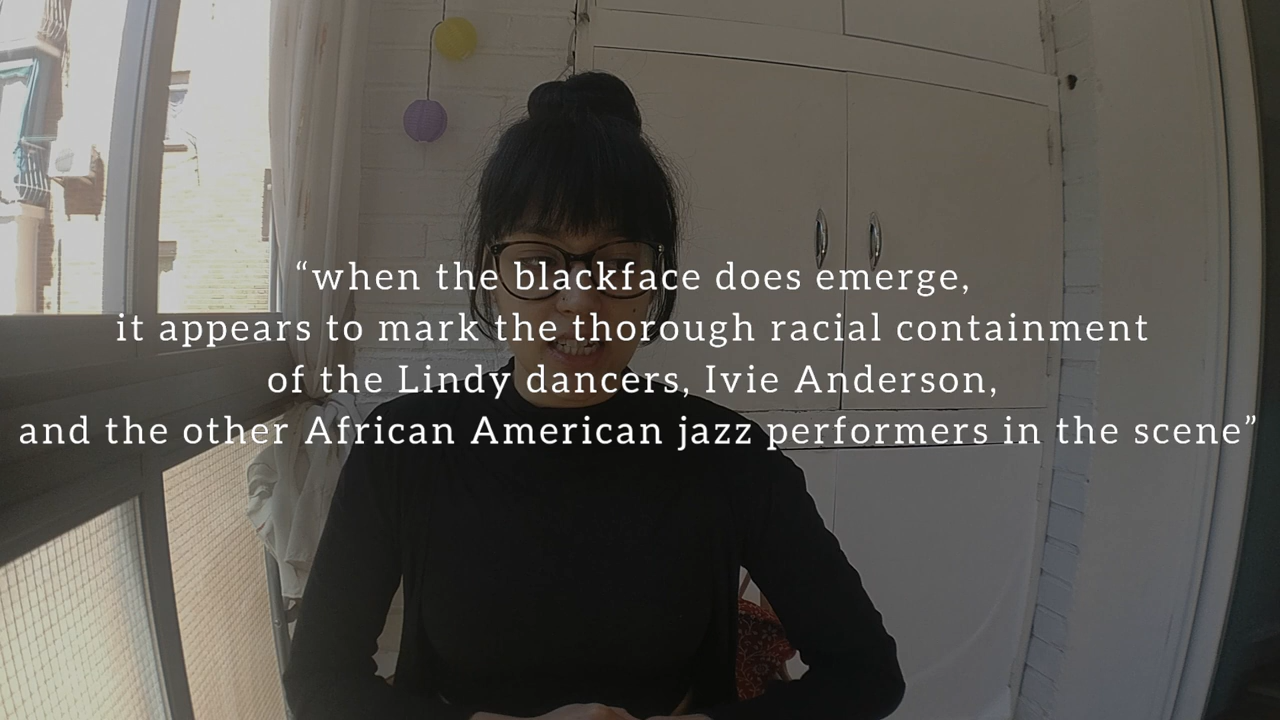 “when the blackface does emerge,
it appears to mark the thorough racial containment
of the Lindy dancers, Ivie Anderson,
and the other African American jazz performers in the scene”